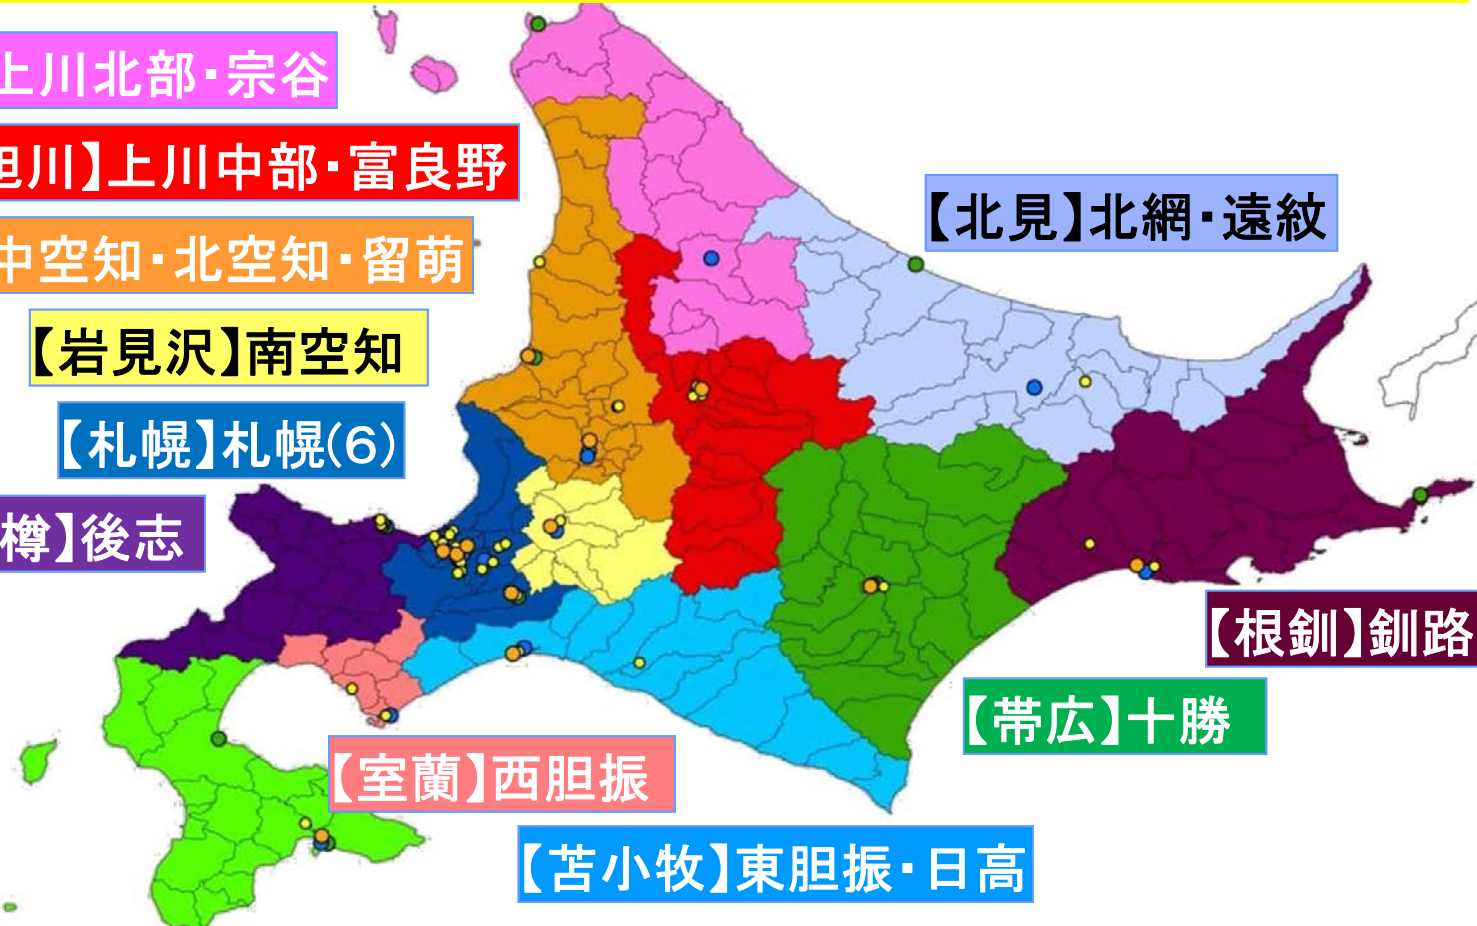 上川北部・宗谷
旭川】上川中部・富良野
中空知・北空知・留萌
【北見】北網・遠紋
【岩見沢】南空知
【札幌】札幌(6)
樽】後志
【根釧】釧路
【帯広】十勝
【室蘭】西胆振
【苫小牧】東胆振・日高